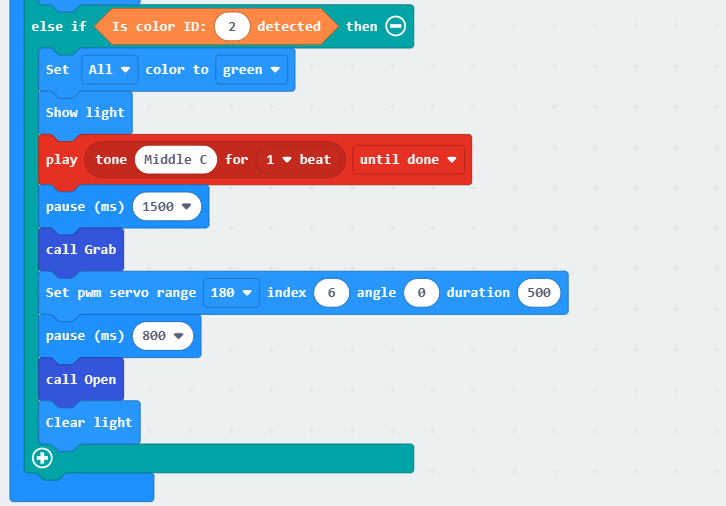 else if Is color ID: 2 detected then
Set All color to green
Show light
play tone Middle C for 1 beat until done
pause (ms) 1500
call Grab
Set pwm servo range 180 index 6 angle 0 duration 500
pause (ms) 800
call Open
Clear light